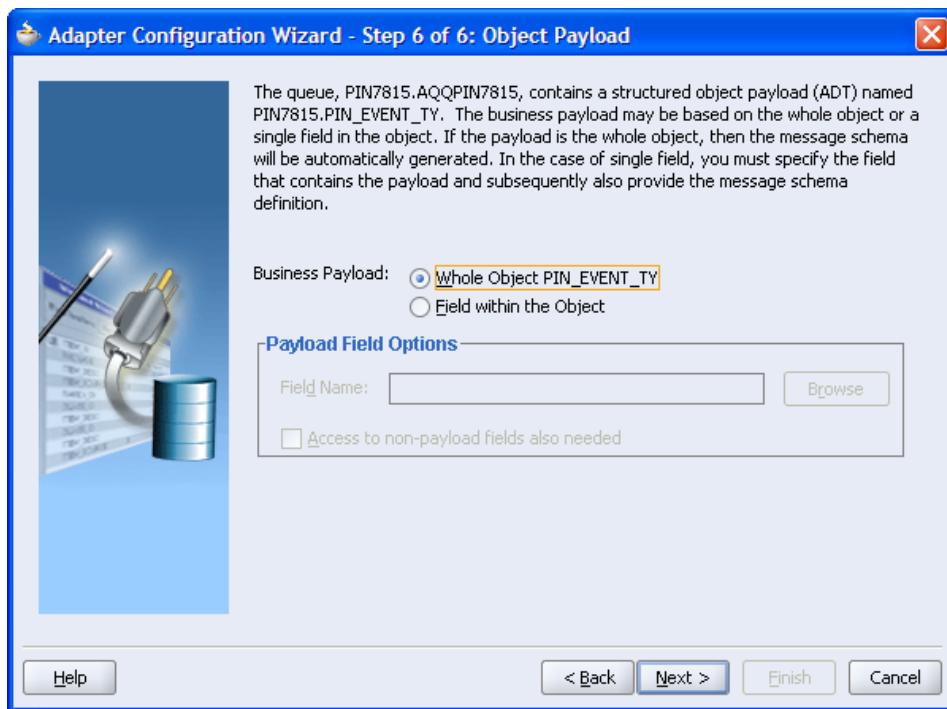 Adapter Configuration Wizard - Step 6 of 6: Object Payload
The queue, PIN7815.AQQPIN7815, contains a structured object payload (ADT) named
PIN7815.PIN_EVENT_TY. The business payload may be based on the whole object or a
single field in the object. If the payload is the whole object, then the message schema
will be automatically generated. In the case of single field, you must specify the field
that contains the payload and subsequently also provide the message schema
definition.
Business Payload:
Whole Object PIN_EVENT_TY
Field within the Object
Payload Field Options
Field Name:
Browse
Access to non-payload fields also needed
Help
< Back
Next >
Finish
Cancel